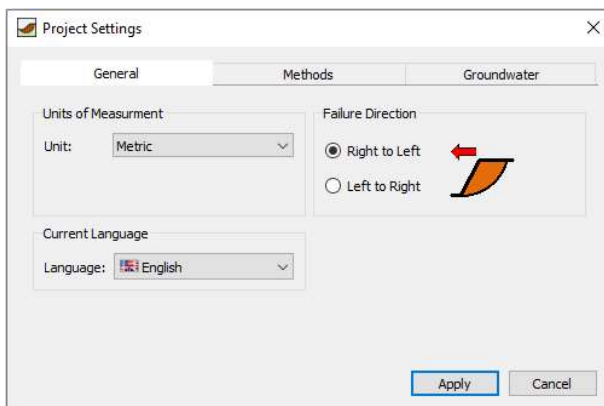 Project Settings
General Methods Groundwater
Units of Measurment
Unit: Metric
Failure Direction
Right to Left
Left to Right
Current Language
Language: English
Apply Cancel